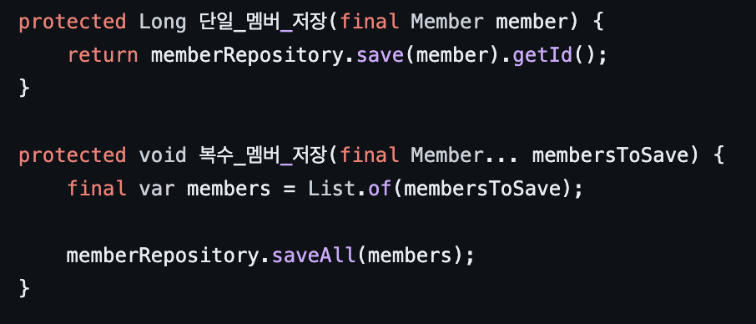 protected Long 단일_멤버_저장(final Member member) {
    return memberRepository.save(member).getId();
}

protected void 복수_멤버_저장(final Member... membersToSave) {
    final var members = List.of(membersToSave);

    memberRepository.saveAll(members);
}